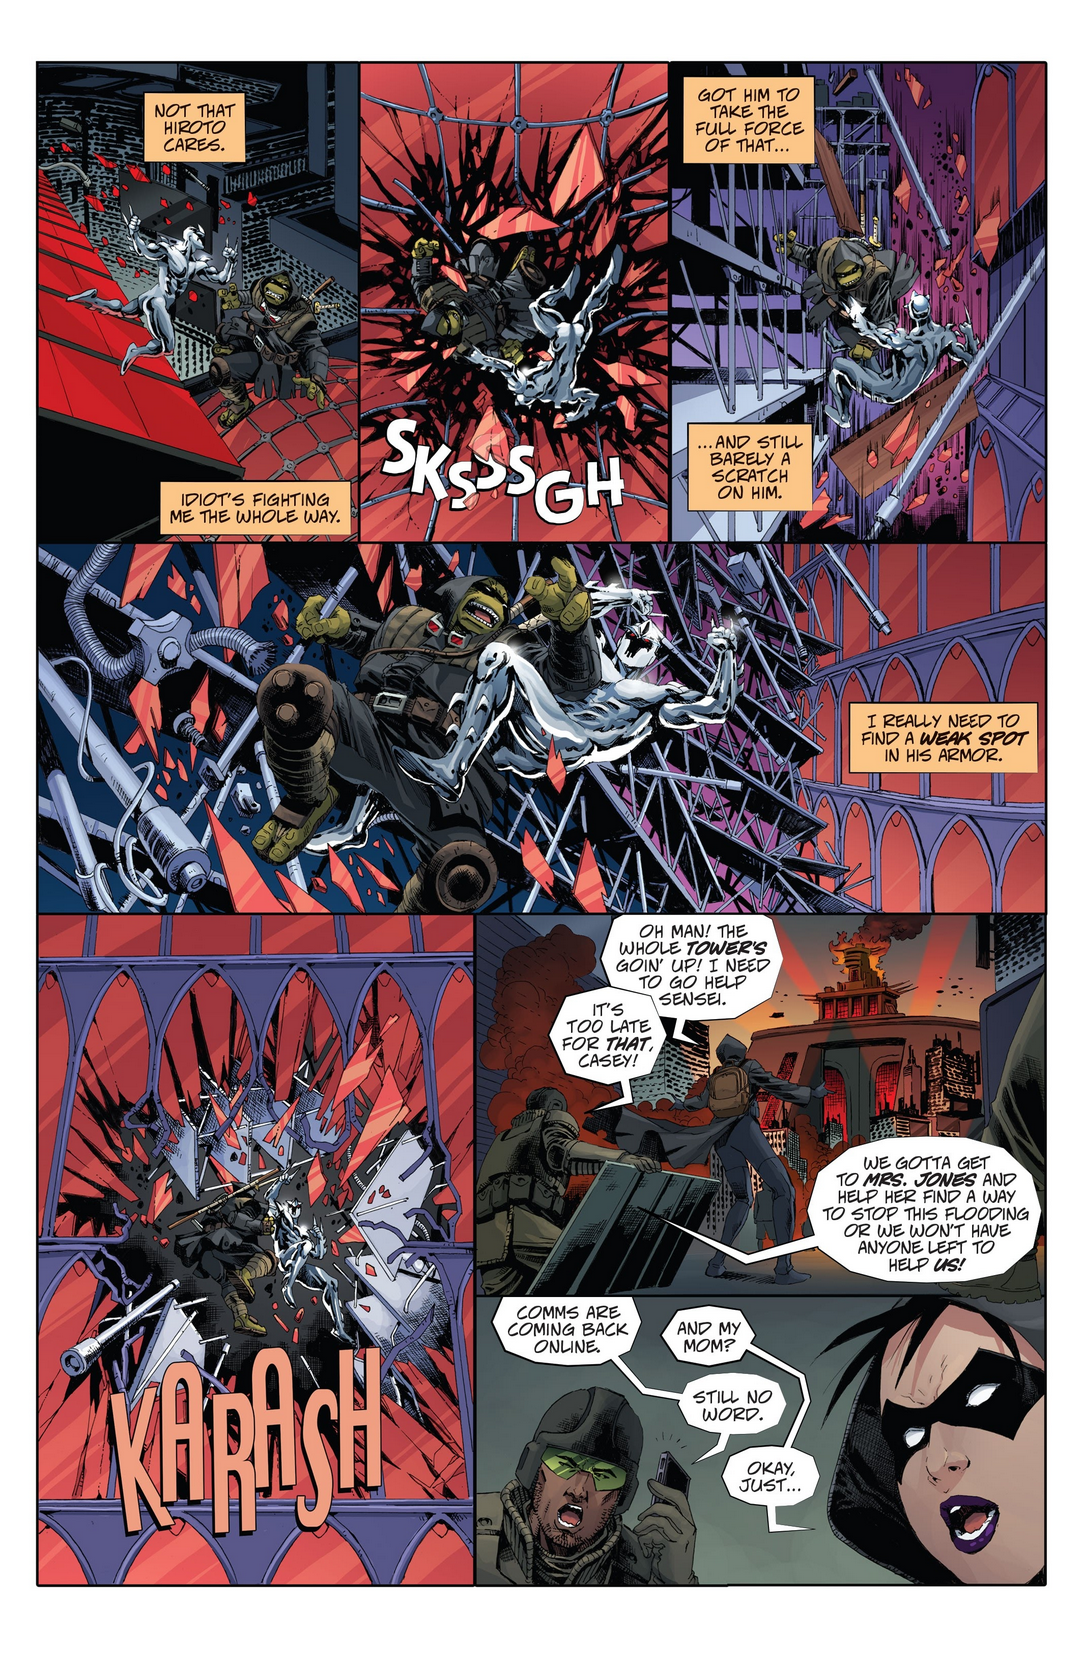 NOT THAT
HIROTO
CARES.
IDIOT'S FIGHTING
ME THE WHOLE WAY.
SKSSSGH
GOT HIM TO
TAKE THE
FULL FORCE
OF THAT...
...AND STILL
BARELY A
SCRATCH
ON HIM.
I REALLY NEED TO
FIND A WEAK SPOT
IN HIS ARMOR.
KARASH
OH MAN! THE
WHOLE TOWER'S
GOIN' UP! I NEED
TO GO HELP
SENSEI.
IT'S
TOO LATE
FOR THAT,
CASEY!
WE GOTTA GET
TO MRS. JONES AND
HELP HER FIND A WAY
TO STOP THIS FLOODING
OR WE WON'T HAVE
ANYONE LEFT TO
HELP US!
COMMS ARE
COMING BACK
ONLINE.
AND MY
MOM?
STILL NO
WORD.
OKAY,
JUST...